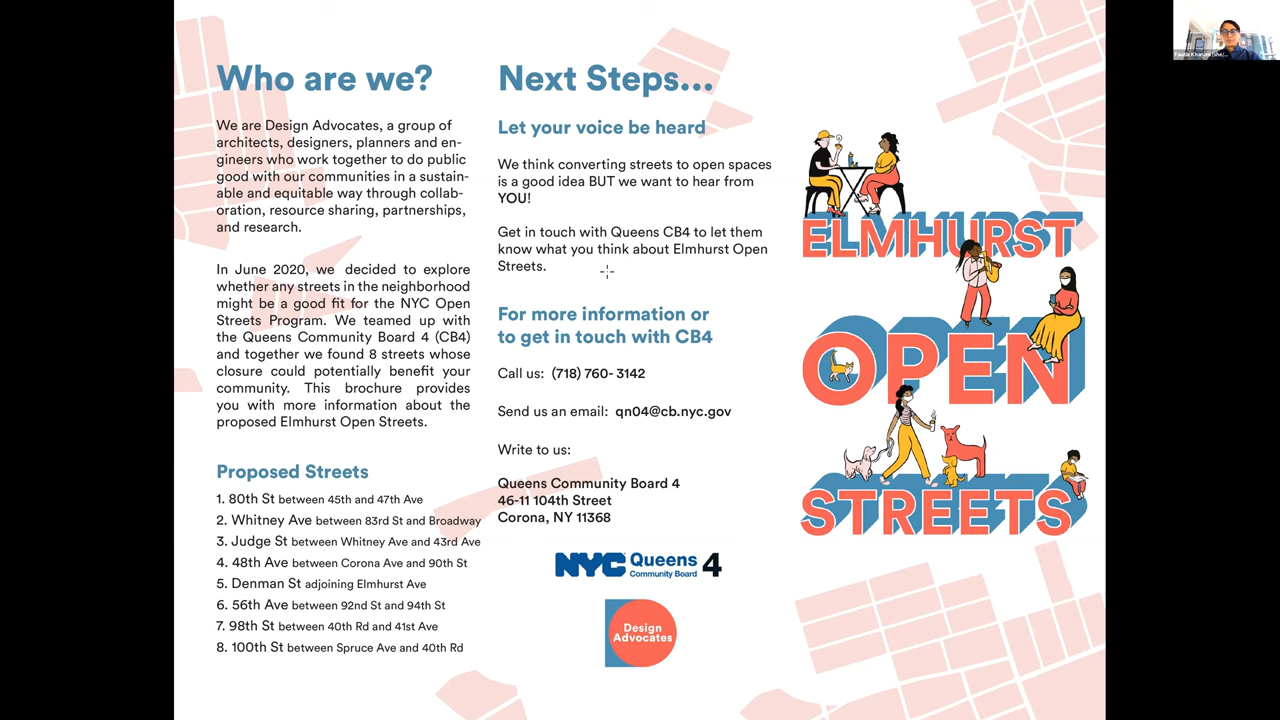 Who are we?
We are Design Advocates, a group of
architects, designers, planners and en-
gineers who work together to do public
good with our communities in a sustain-
able and equitable way through collab-
oration, resource sharing, partnerships,
and research.
In June 2020, we decided to explore
whether any streets in the neighborhood
might be a good fit for the NYC Open
Streets Program. We teamed up with
the Queens Community Board 4 (CB4)
and together we found 8 streets whose
closure could potentially benefit your
community. This brochure provides
you with more information about the
proposed Elmhurst Open Streets.
Proposed Streets
1. 80th St between 45th and 47th Ave
2. Whitney Ave between 83rd St and Broadway
3. Judge St between Whitney Ave and 43rd Ave
4. 48th Ave between Corona Ave and 90th St
5. Denman St adjoining Elmhurst Ave
6. 56th Ave between 92nd St and 94th St
7. 98th St between 40th Rd and 41st Ave
8. 100th St between Spruce Ave and 40th Rd
Next Steps...
Let your voice be heard
We think converting streets to open spaces
is a good idea BUT we want to hear from
YOU!
Get in touch with Queens CB4 to let them
know what you think about Elmhurst Open
Streets.
For more information or
to get in touch with CB4
Call us: (718) 760- 3142
Send us an email: qn04@cb.nyc.gov
Write to us:
Queens Community Board 4
46-11 104th Street
Corona, NY 11368
NYC Queens
Community Board 4
Design
Advocates
ELMHURST
OPEN
STREETS